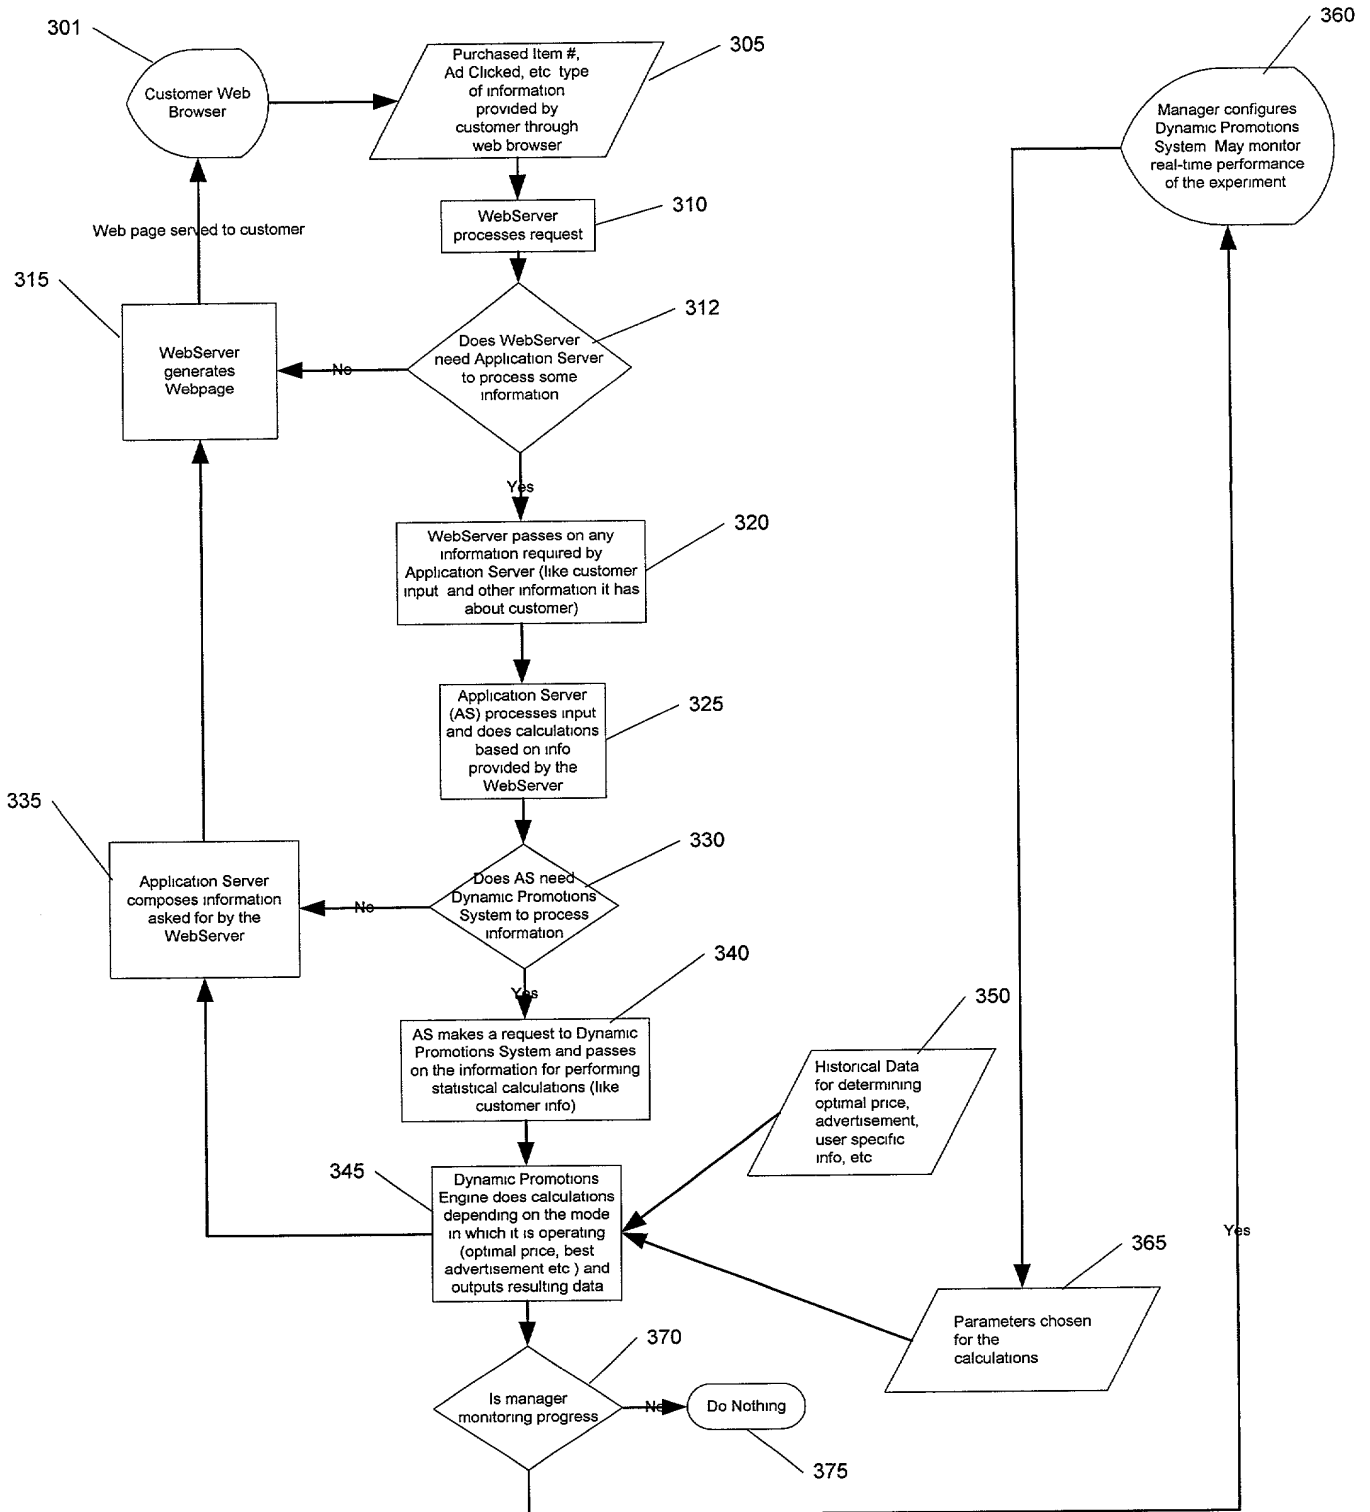 301
Customer Web
Browser
Purchased Item #,
Ad Clicked, etc type
of information
provided by
customer through
web browser
305
360
Manager configures
Dynamic Promotions
System May monitor
real-time performance
of the experiment
WebServer
processes request
310
Web page served to customer
315
WebServer
generates
Webpage
No
Does WebServer
need Application Server
to process some
information
312
Yes
WebServer passes on any
information required by
Application Server (like customer
input and other information it has
about customer)
320
Application Server
(AS) processes input
and does calculations
based on info
provided by the
WebServer
325
335
Application Server
composes information
asked for by the
WebServer
No
Does AS need
Dynamic Promotions
System to process
information
330
Yes
AS makes a request to Dynamic
Promotions System and passes
on the information for performing
statistical calculations (like
customer info)
340
350
Historical Data
for determining
optimal price,
advertisement,
user specific
info, etc
345
Dynamic Promotions
Engine does calculations
depending on the mode
in which it is operating
(optimal price, best
advertisement etc ) and
outputs resulting data
Yes
365
Parameters chosen
for the
calculations
370
Is manager
monitoring progress
No
Do Nothing
375